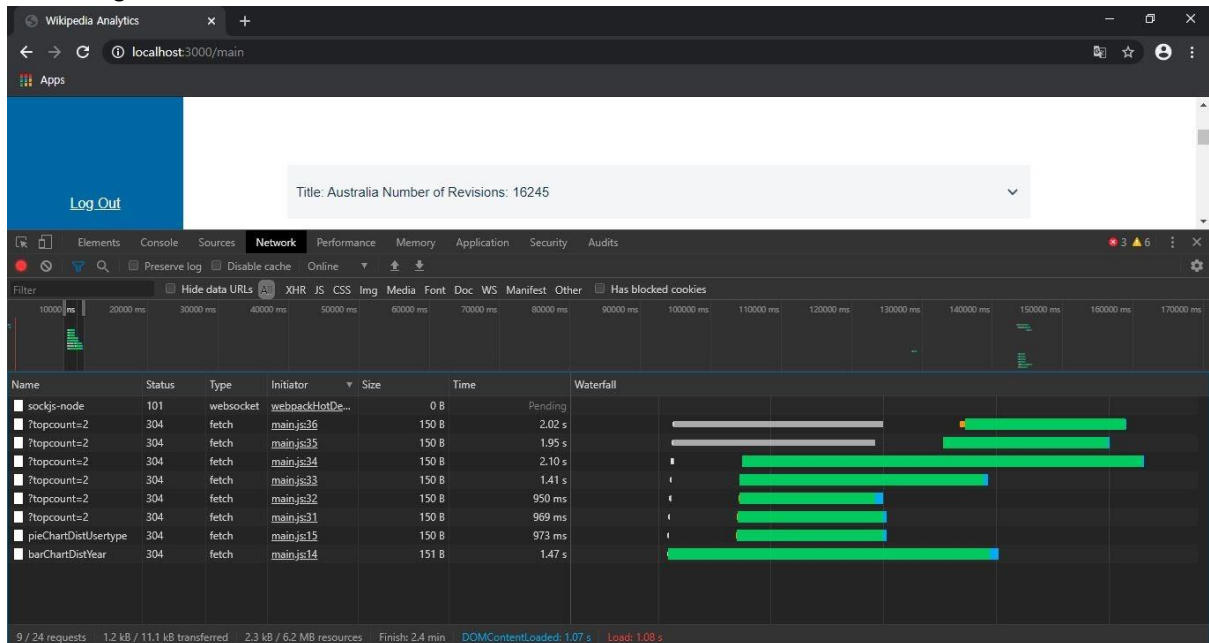 Wikipedia Analytics
localhost:3000/main
Apps
Log Out
Title: Australia Number of Revisions: 16245
Elements Console Sources Network Performance Memory Application Security Audits 3 6
Preserve log Disable cache Online
Filter Hide data URLs All XHR JS CSS Img Media Font Doc WS Manifest Other Has blocked cookies
10000 ms 20000 ms 30000 ms 40000 ms 50000 ms 60000 ms 70000 ms 80000 ms 90000 ms 100000 ms 110000 ms 120000 ms 130000 ms 140000 ms 150000 ms 160000 ms 170000 ms
Name Status Type Initiator Size Time Waterfall
sockjs-node 101 websocket webpackHotDe... 0 B Pending
?topcount=2 304 fetch main.js:36 150 B 2.02 s
?topcount=2 304 fetch main.js:35 150 B 1.95 s
?topcount=2 304 fetch main.js:34 150 B 2.10 s
?topcount=2 304 fetch main.js:33 150 B 1.41 s
?topcount=2 304 fetch main.js:32 150 B 950 ms
?topcount=2 304 fetch main.js:31 150 B 969 ms
pieChartDistUsertype 304 fetch main.js:15 150 B 973 ms
barChartDistYear 304 fetch main.js:14 151 B 1.47 s
9 / 24 requests 1.2 kB / 11.1 kB transferred 2.3 kB / 6.2 MB resources Finish: 2.4 min DOMContentLoaded: 1.07 s Load: 1.08 s